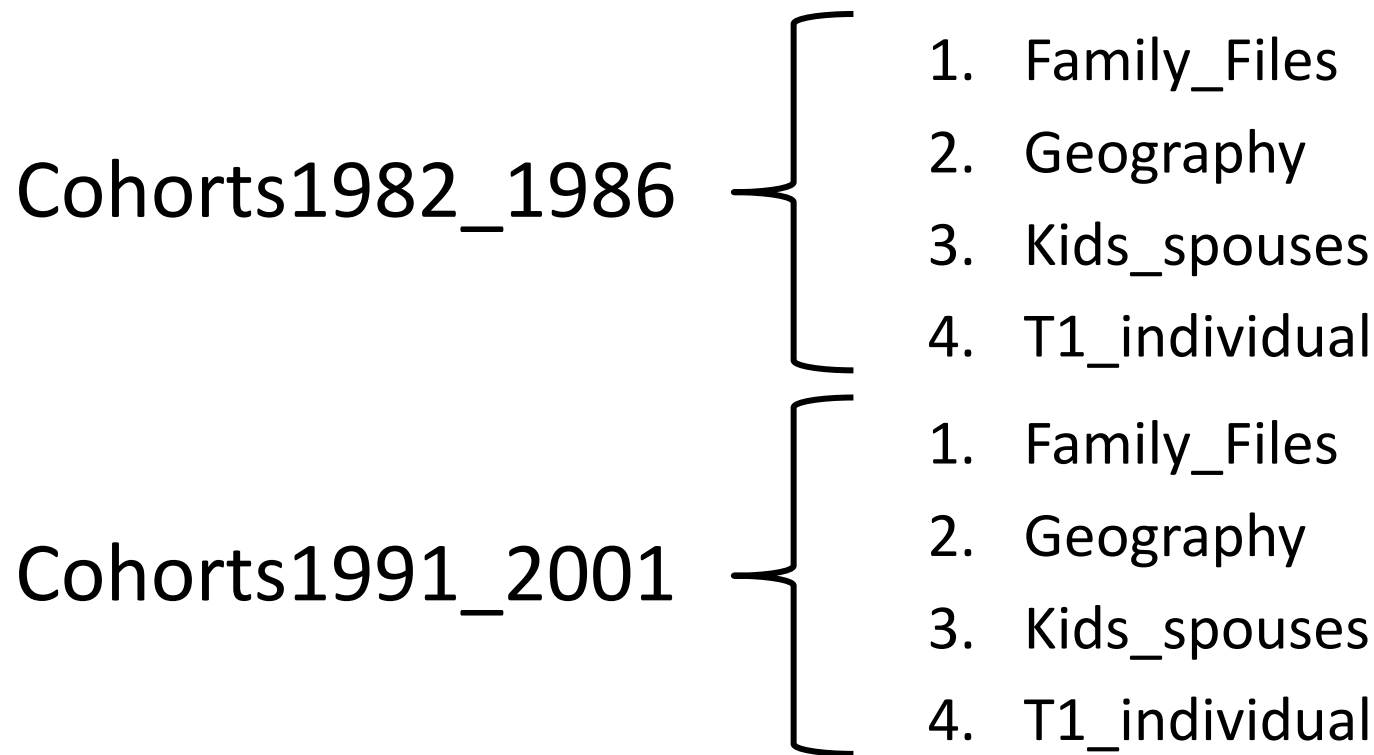 Cohorts1982_1986
1. Family_Files
2. Geography
3. Kids_spouses
4. T1_individual
Cohorts1991_2001
1. Family_Files
2. Geography
3. Kids_spouses
4. T1_individual